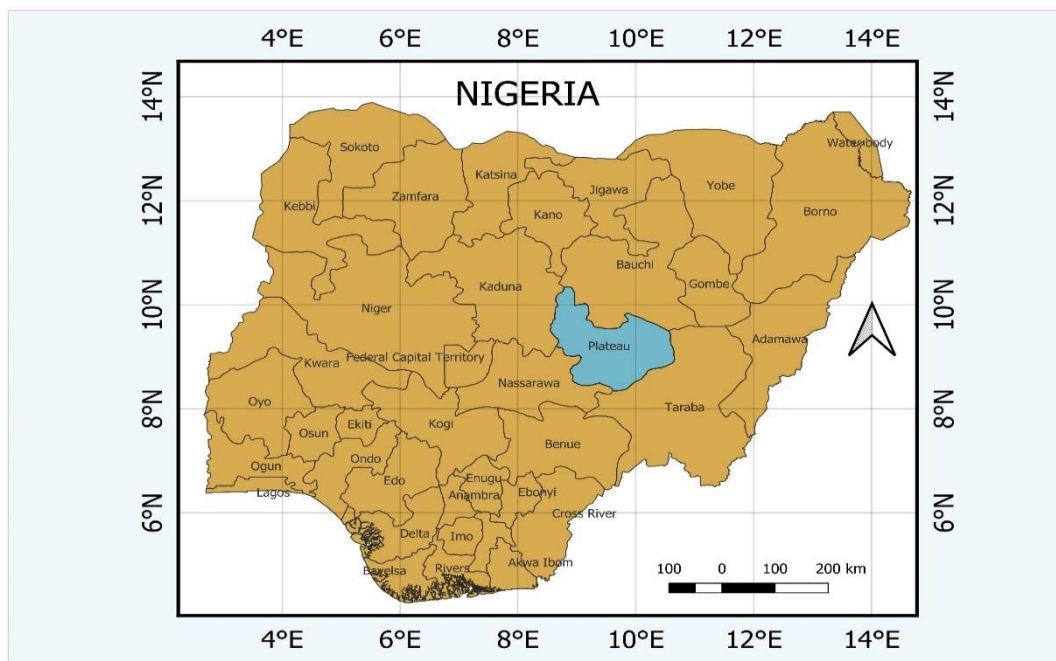 4°E 6°E 8°E 10°E 12°E 14°E
NIGERIA
14°N 14°N
Waterbody
Sokoto
Katsina
Jigawa
Yobe
Zamfara
Kebbi
Kano
Borno
12°N 12°N
Bauchi
Gombe
Kaduna
Niger
10°N 10°N
Adamawa
Plateau
Federal Capital Territory
Kwara
Nassarawa
Taraba
Oyo
8°N 8°N
Kogi
Ekiti
Osun
Benue
Ondo
Ogun
Edo
Enugu
Lagos
Anambra
Ebonyi
Cross River
6°N 6°N
Delta
Imo
Akwa Ibom
Bayelsa
Rivers
100 0 100 200 km
4°E 6°E 8°E 10°E 12°E 14°E